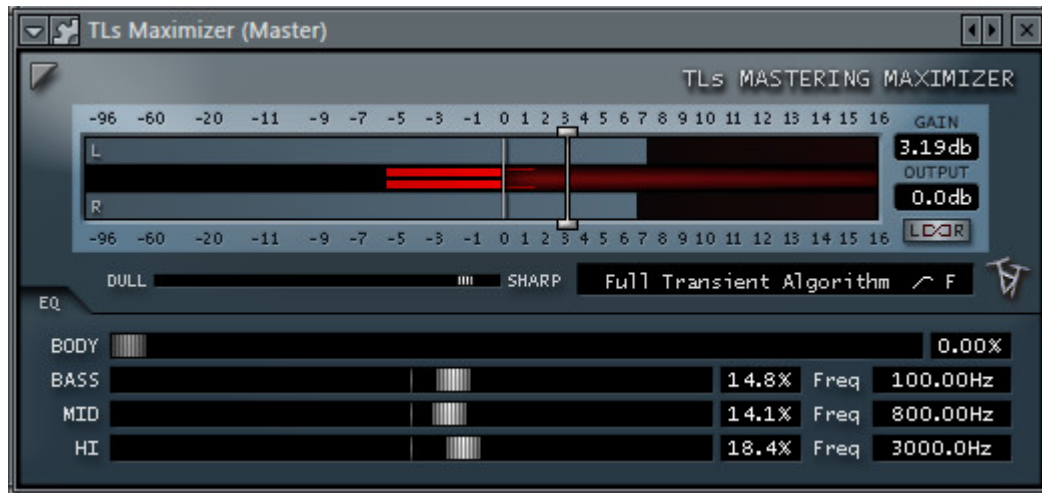 TLs Maximizer (Master)
TLs MASTERING MAXIMIZER
-96 -60 -20 -11 -9 -7 -5 -3 -1 0 1 2 3 4 5 6 7 8 9 10 11 12 13 14 15 16
GAIN
3.19db
L
OUTPUT
0.0db
R
-96 -60 -20 -11 -9 -7 -5 -3 -1 0 1 2 3 4 5 6 7 8 9 10 11 12 13 14 15 16
L R
DULL SHARP Full Transient Algorithm F
EQ
BODY 0.00%
BASS 14.8% Freq 100.00Hz
MID 14.1% Freq 800.00Hz
HI 18.4% Freq 3000.0Hz